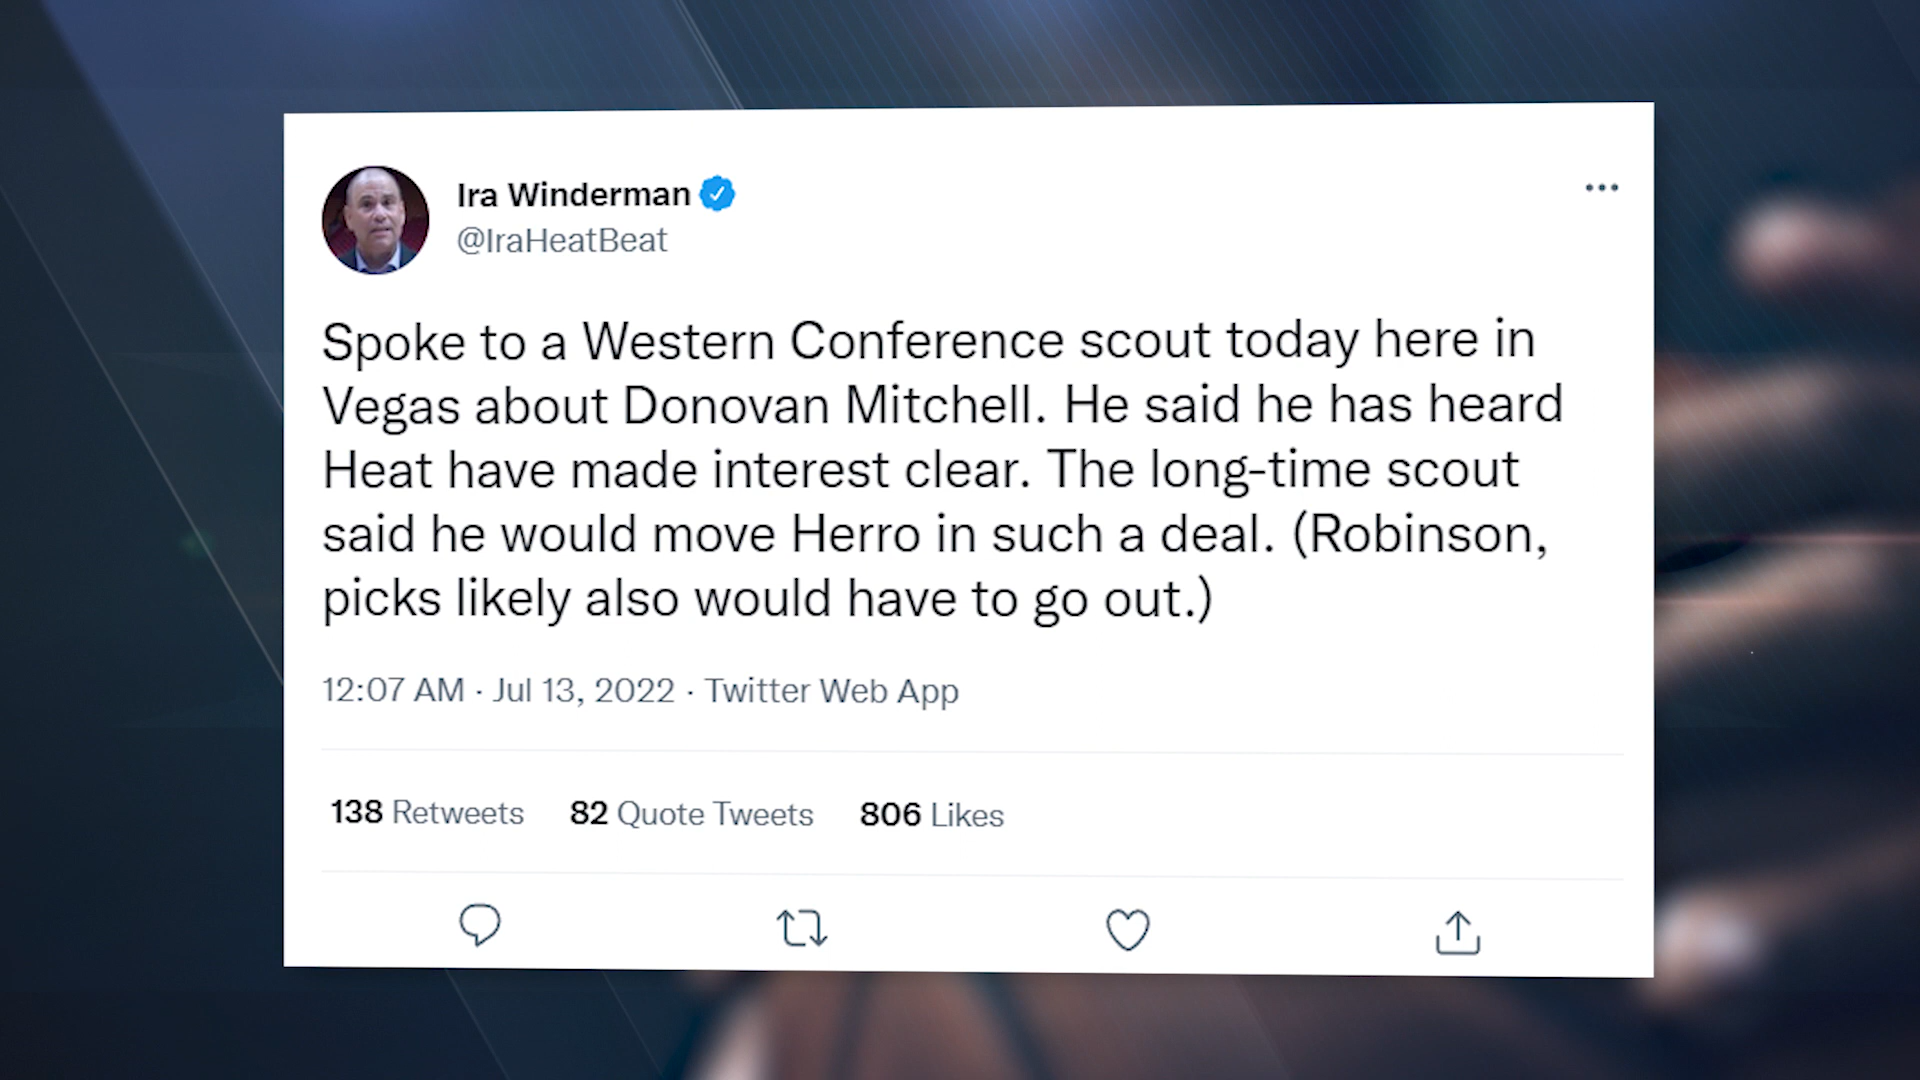 Ira Winderman
@IraHeatBeat
Spoke to a Western Conference scout today here in
Vegas about Donovan Mitchell. He said he has heard
Heat have made interest clear. The long-time scout
said he would move Herro in such a deal. (Robinson,
picks likely also would have to go out.)
12:07 AM · Jul 13, 2022 · Twitter Web App
138 Retweets 82 Quote Tweets 806 Likes